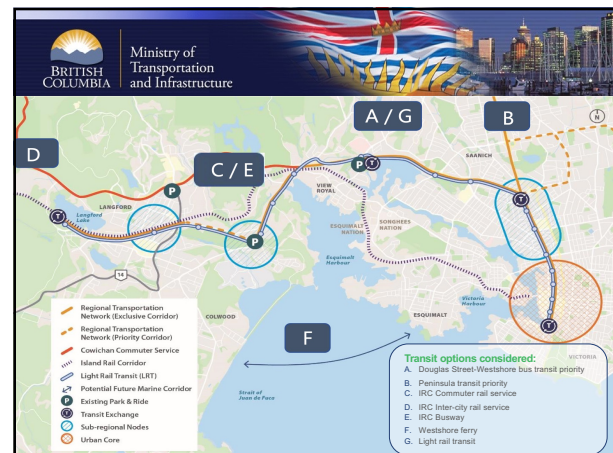 BRITISH
COLUMBIA
Ministry of
Transportation
and Infrastructure
A / G
B
D
C / E
N
SAANICH
P
P
T
VIEW
ROYAL
LANGFORD
Langford
Lake
T
T
ESQUIMALT
NATION
SONGHEES
NATION
P
Esquimalt
Harbour
14
COLWOOD
ESQUIMALT
Victoria
Harbour
T
VICTORIA
F
Strait of
Juan de Fuca
Regional Transportation
Network (Exclusive Corridor)
Regional Transportation
Network (Priority Corridor)
Cowichan Commuter Service
Island Rail Corridor
Light Rail Transit (LRT)
Potential Future Marine Corridor
P Existing Park & Ride
T Transit Exchange
Sub-regional Nodes
Urban Core
Transit options considered:
A. Douglas Street-Westshore bus transit priority
B. Peninsula transit priority
C. IRC Commuter rail service
D. IRC Inter-city rail service
E. IRC Busway
F. Westshore ferry
G. Light rail transit